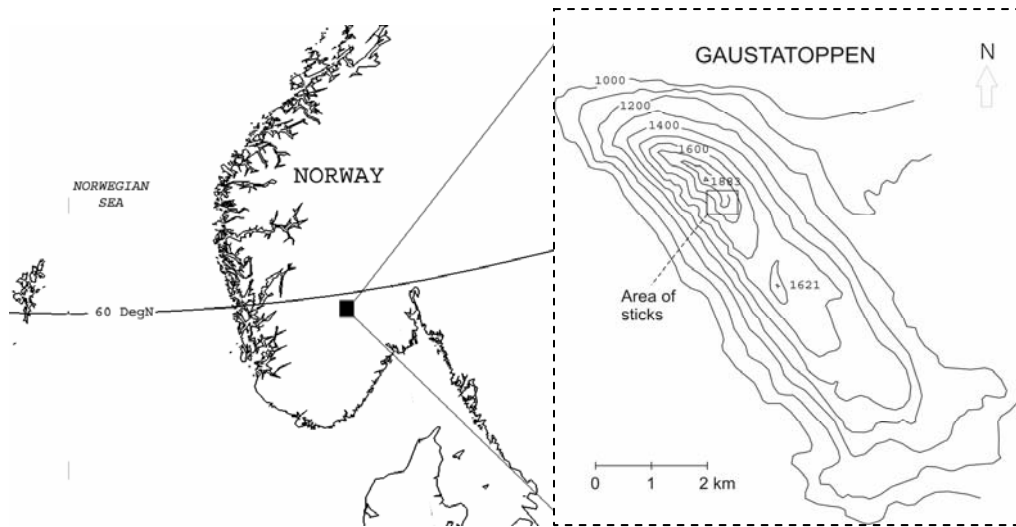 NORWEGIAN
SEA
NORWAY
60 DegN
GAUSTATOPPEN
N
1000
1200
1400
1600
1883
1621
Area of
sticks
0 1 2 km